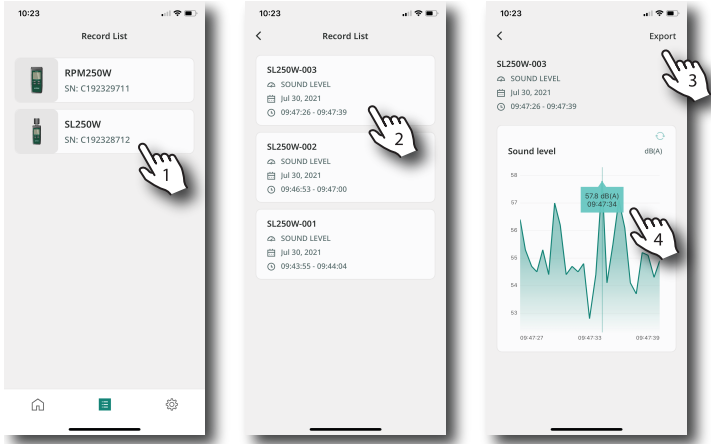 10:23
Record List
RPM250W
SN: C192329711
SL250W
SN: C192328712
1
10:23
Record List
SL250W-003
SOUND LEVEL
Jul 30, 2021
09:47:26 - 09:47:39
2
SL250W-002
SOUND LEVEL
Jul 30, 2021
09:46:53 - 09:47:00
SL250W-001
SOUND LEVEL
Jul 30, 2021
09:43:55 - 09:44:04
10:23
Export
3
SL250W-003
SOUND LEVEL
Jul 30, 2021
09:47:26 - 09:47:39
Sound level dB(A)
58
57.8 dB(A)
09:47:34
57
4
56
55
54
53
09:47:27 09:47:33 09:47:39